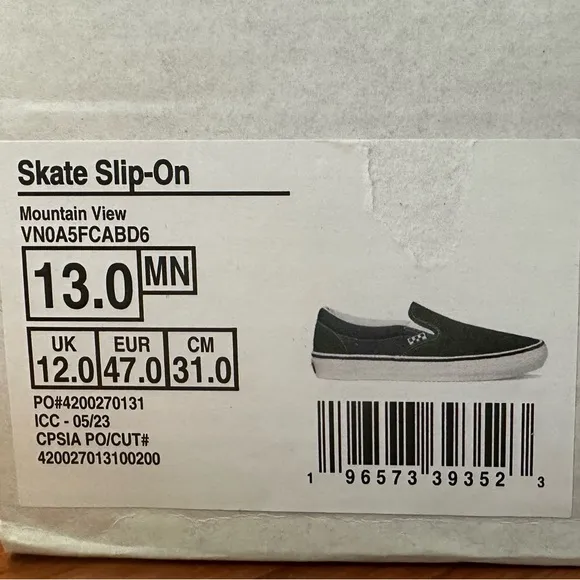 Skate Slip-On
Mountain View
VN0A5FCABD6
13.0 MN
UK EUR CM
12.0 47.0 31.0
PO#4200270131
ICC - 05/23
CPSIA PO/CUT#
420027013100200
1 96573 39352 3